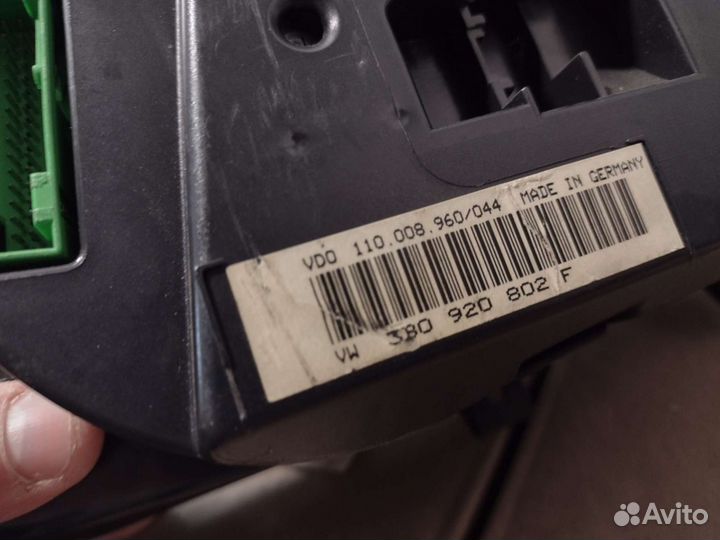 VDO 110.008.960/044 MADE IN GERMANY
VW 3B0 920 802 F
Avito